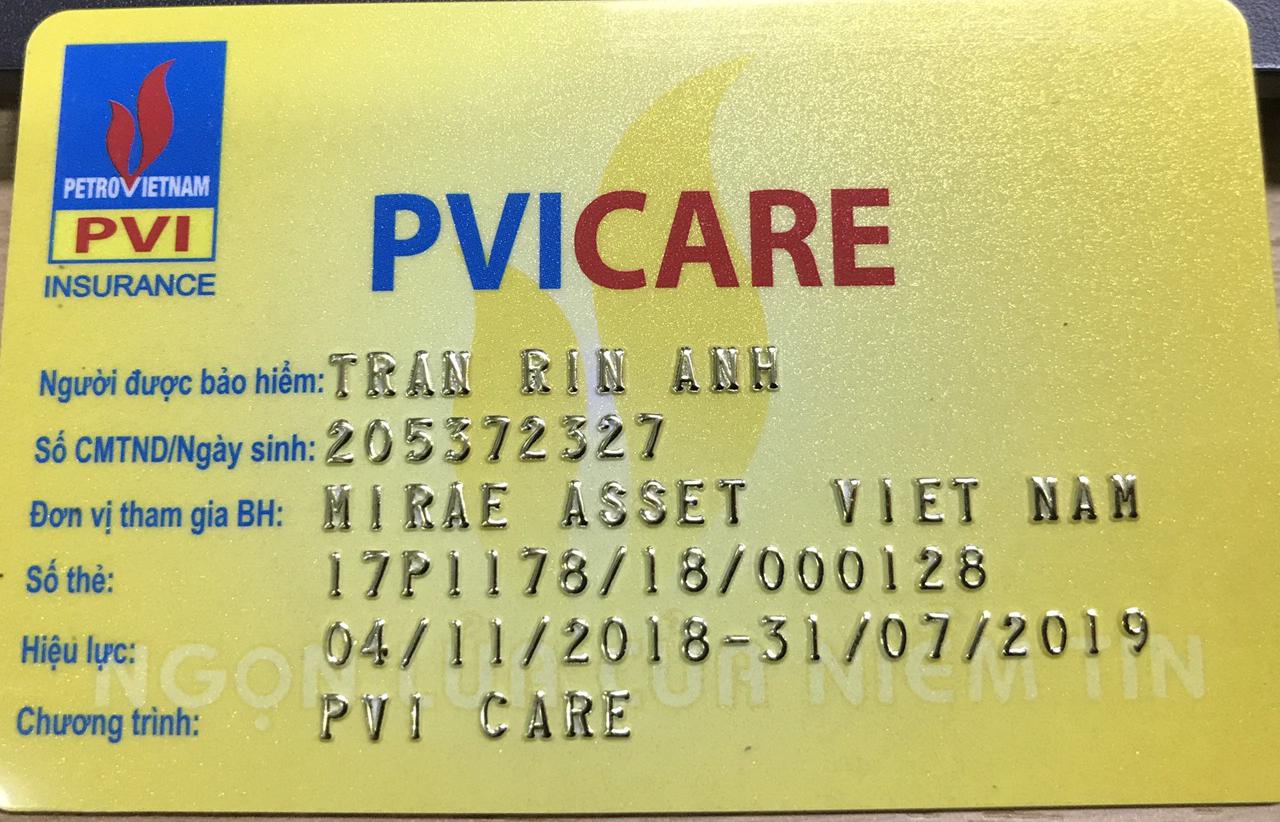 PETROVIETNAM
PVI
INSURANCE
PVICARE
Người được bảo hiểm: TRAN RIN ANH
Số CMTND/Ngày sinh: 205372327
Đơn vị tham gia BH: MIRAE ASSET VIET NAM
Số thẻ: 17P1178/18/000128
Hiệu lực: 04/11/2018-31/07/2019
NGỌN LỬA CỦA NIỀM TIN
Chương trình: PVI CARE